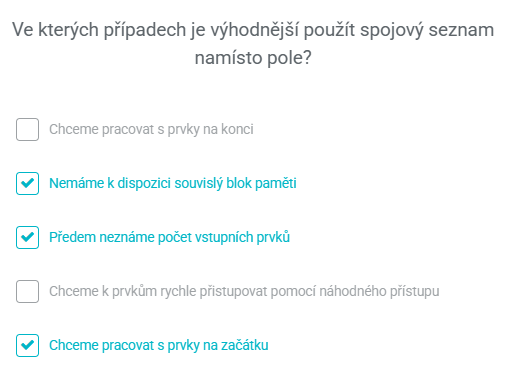 Ve kterých případech je výhodnější použít spojový seznam
namísto pole?
Chceme pracovat s prvky na konci
Nemáme k dispozici souvislý blok paměti
Předem neznáme počet vstupních prvků
Chceme k prvkům rychle přistupovat pomocí náhodného přístupu
Chceme pracovat s prvky na začátku